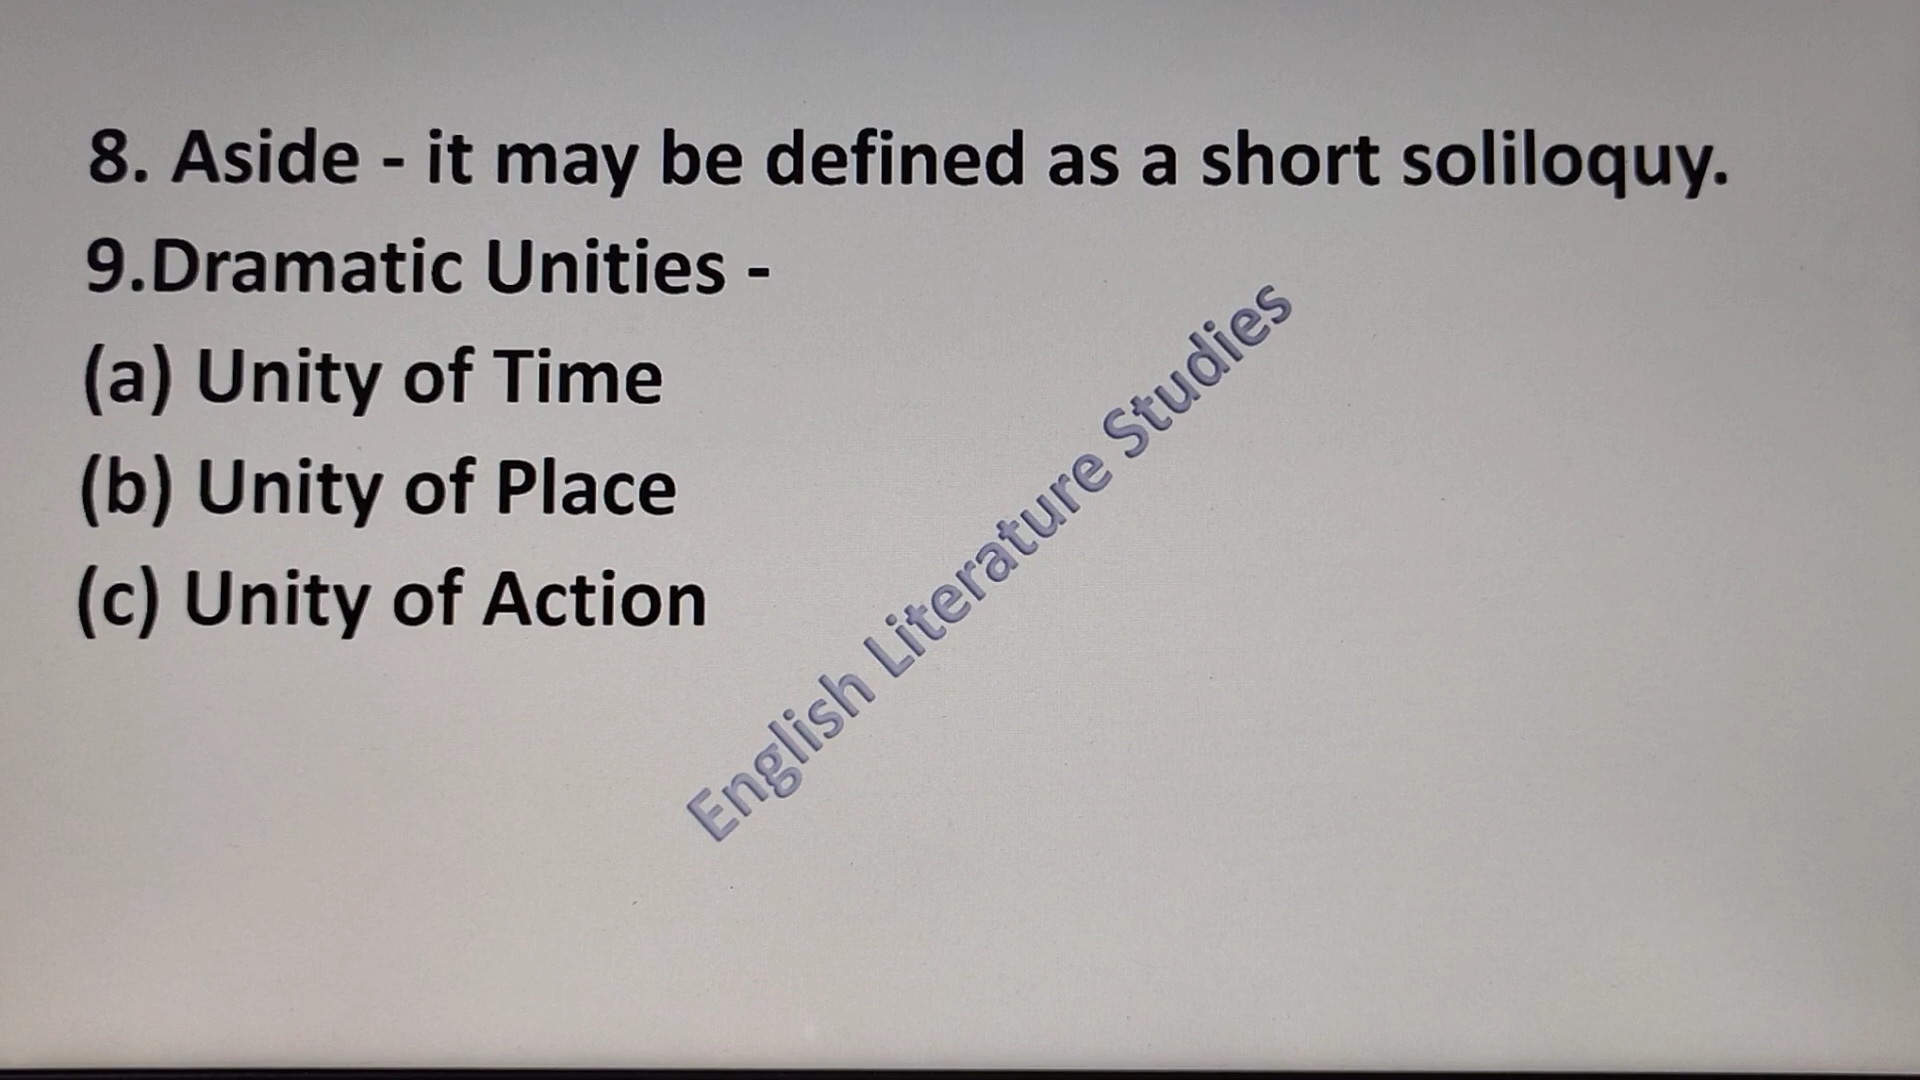 8. Aside - it may be defined as a short soliloquy.
9.Dramatic Unities -
(a) Unity of Time
(b) Unity of Place
(c) Unity of Action
English Literature Studies